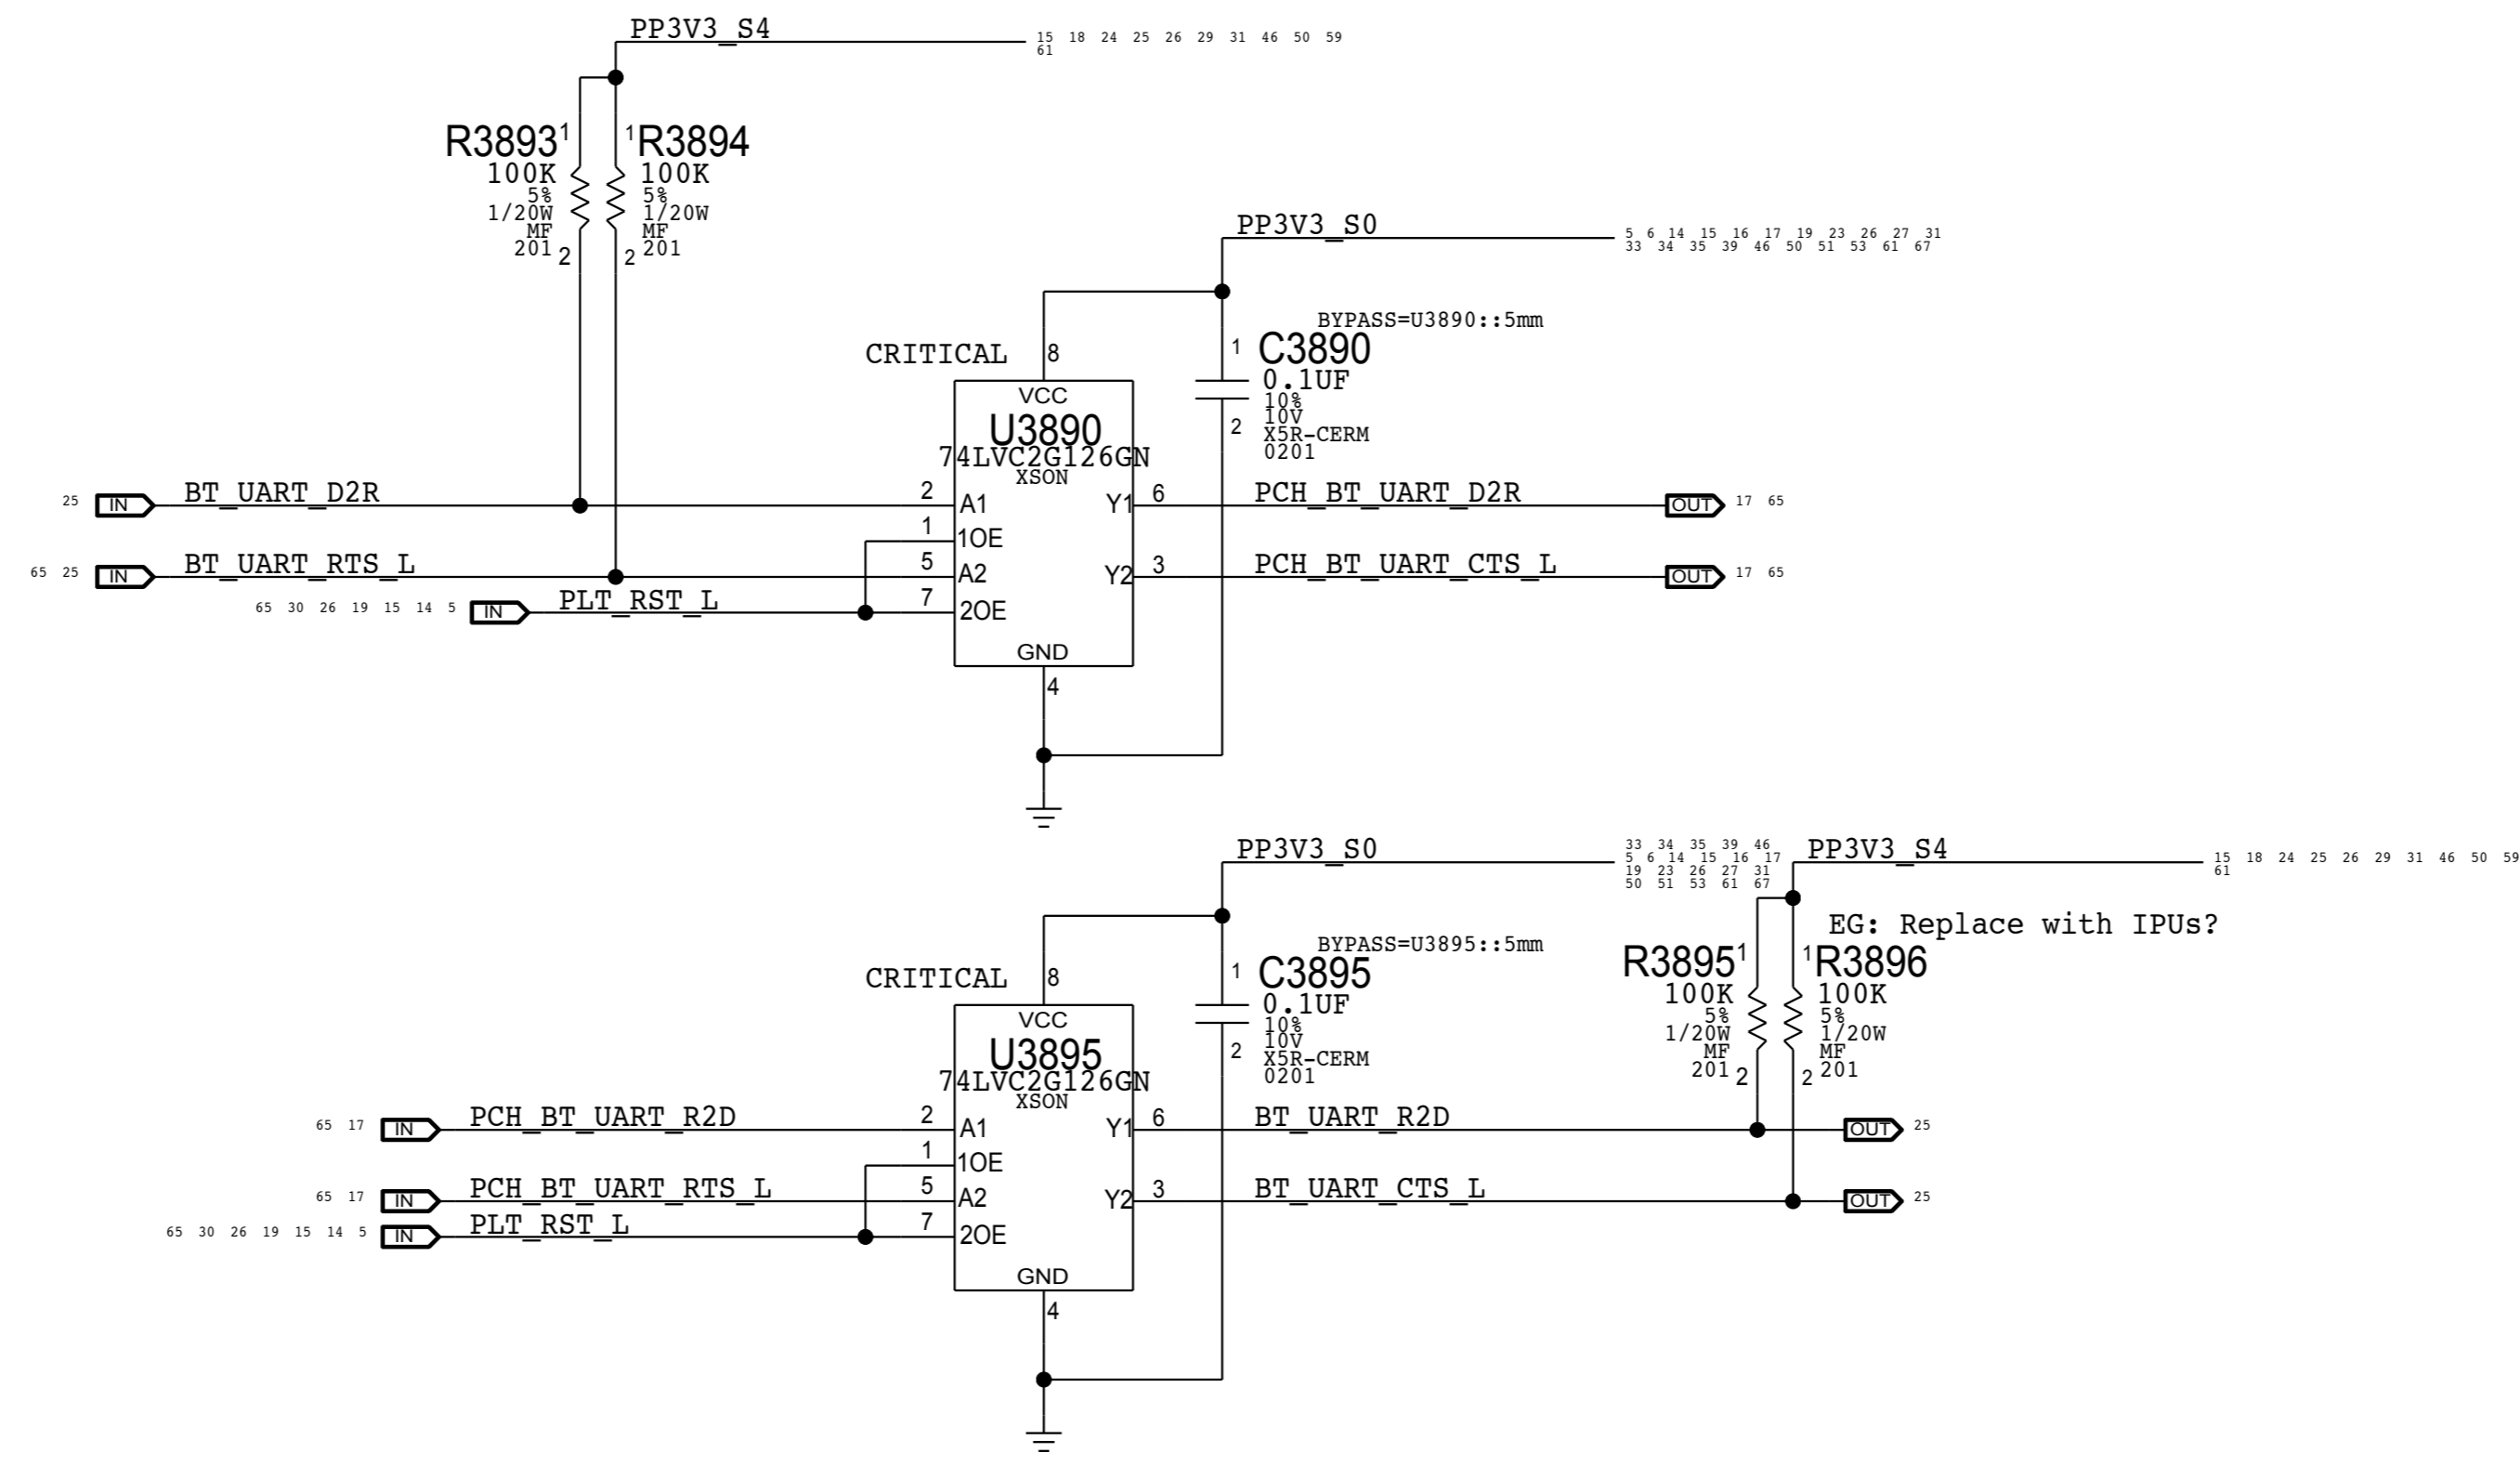 PP3V3_S4
15 18 24 25 26 29 31 46 50 59
61
R3893 1
100K
5%
1/20W
MF
201 2
1 R3894
100K
5%
1/20W
MF
2 201
PP3V3_S0
5 6 14 15 16 17 19 23 26 27 31
33 34 35 39 46 50 51 53 61 67
BYPASS=U3890::5mm
CRITICAL
8
1 C3890
0.1UF
10%
10V
2 X5R-CERM
0201
VCC
U3890
74LVC2G126GN
XSON
25 IN BT_UART_D2R 2 A1 Y1 6 PCH_BT_UART_D2R OUT 17 65
1 1OE
65 25 IN BT_UART_RTS_L 5 A2 Y2 3 PCH_BT_UART_CTS_L OUT 17 65
65 30 26 19 15 14 5 IN PLT_RST_L 7 2OE
GND
4
PP3V3_S0
33 34 35 39 46
5 6 14 15 16 17
19 23 26 27 31
50 51 53 61 67
PP3V3_S4
15 18 24 25 26 29 31 46 50 59
61
EG: Replace with IPUs?
BYPASS=U3895::5mm
CRITICAL
8
1 C3895
0.1UF
10%
10V
2 X5R-CERM
0201
R3895 1
100K
5%
1/20W
MF
201 2
1 R3896
100K
5%
1/20W
MF
2 201
VCC
U3895
74LVC2G126GN
XSON
65 17 IN PCH_BT_UART_R2D 2 A1 Y1 6 BT_UART_R2D OUT 25
1 1OE
65 17 IN PCH_BT_UART_RTS_L 5 A2 Y2 3 BT_UART_CTS_L OUT 25
65 30 26 19 15 14 5 IN PLT_RST_L 7 2OE
GND
4